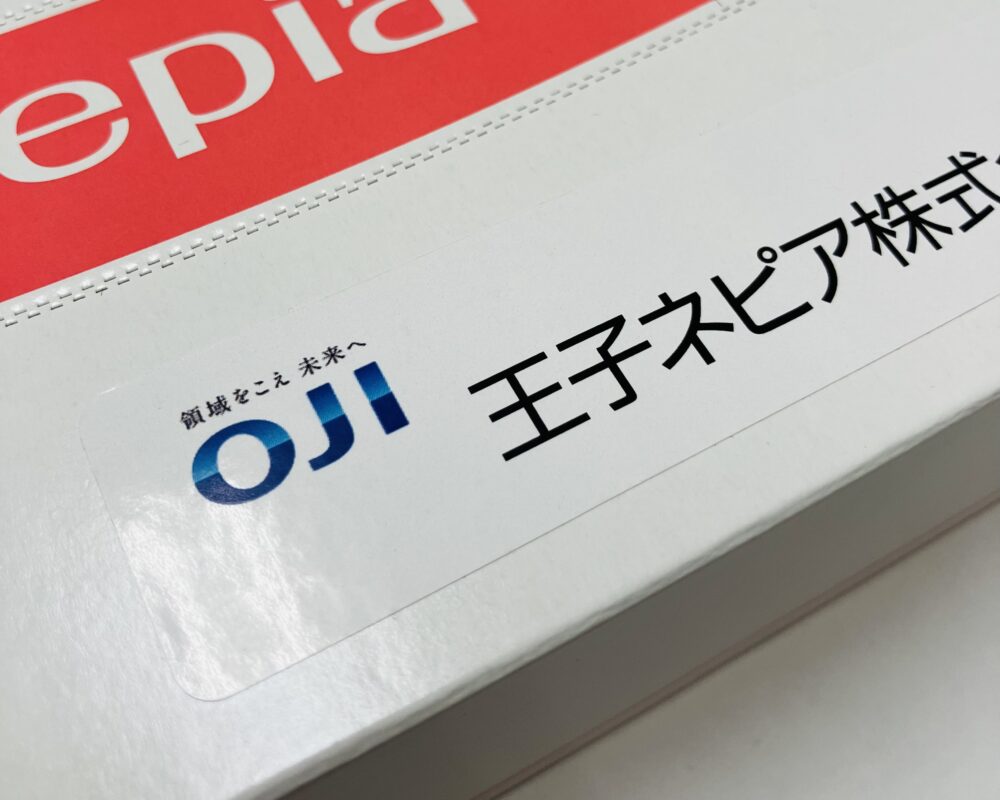 epia
領域をこえ 未来へ
OJI
王子ネピア株式